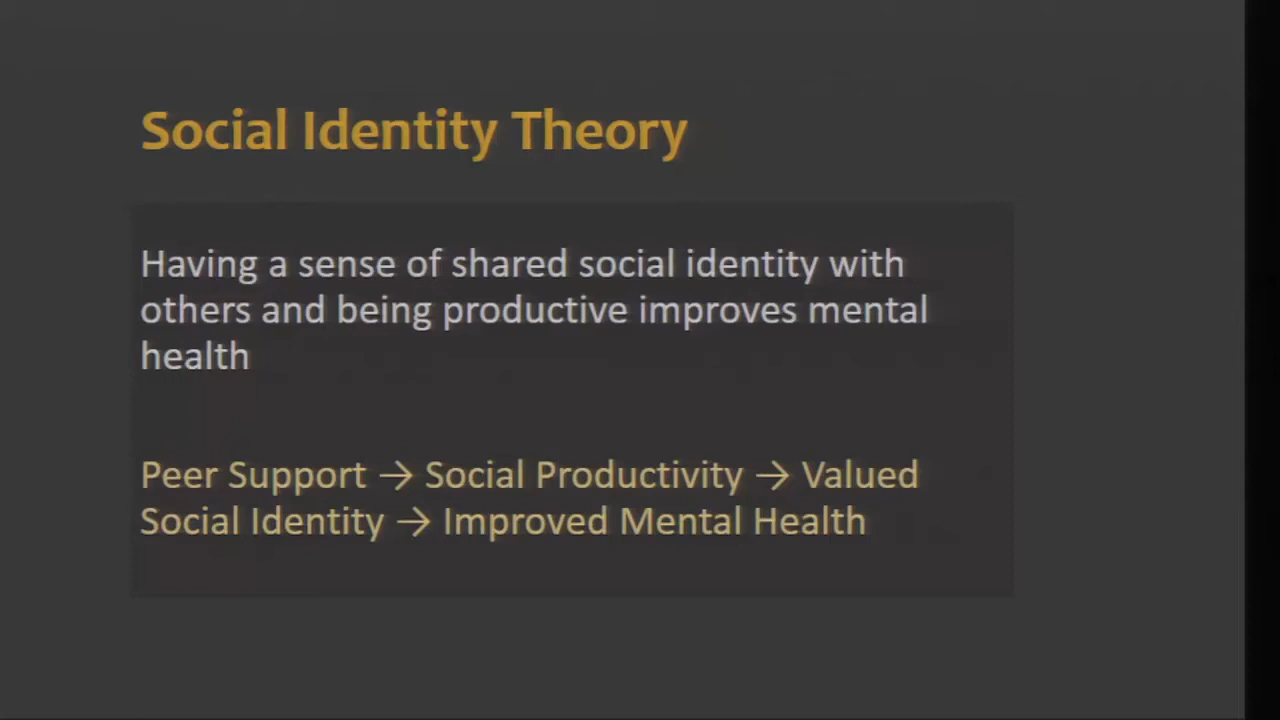 Social Identity Theory
Having a sense of shared social identity with
others and being productive improves mental
health
Peer Support → Social Productivity → Valued
Social Identity → Improved Mental Health